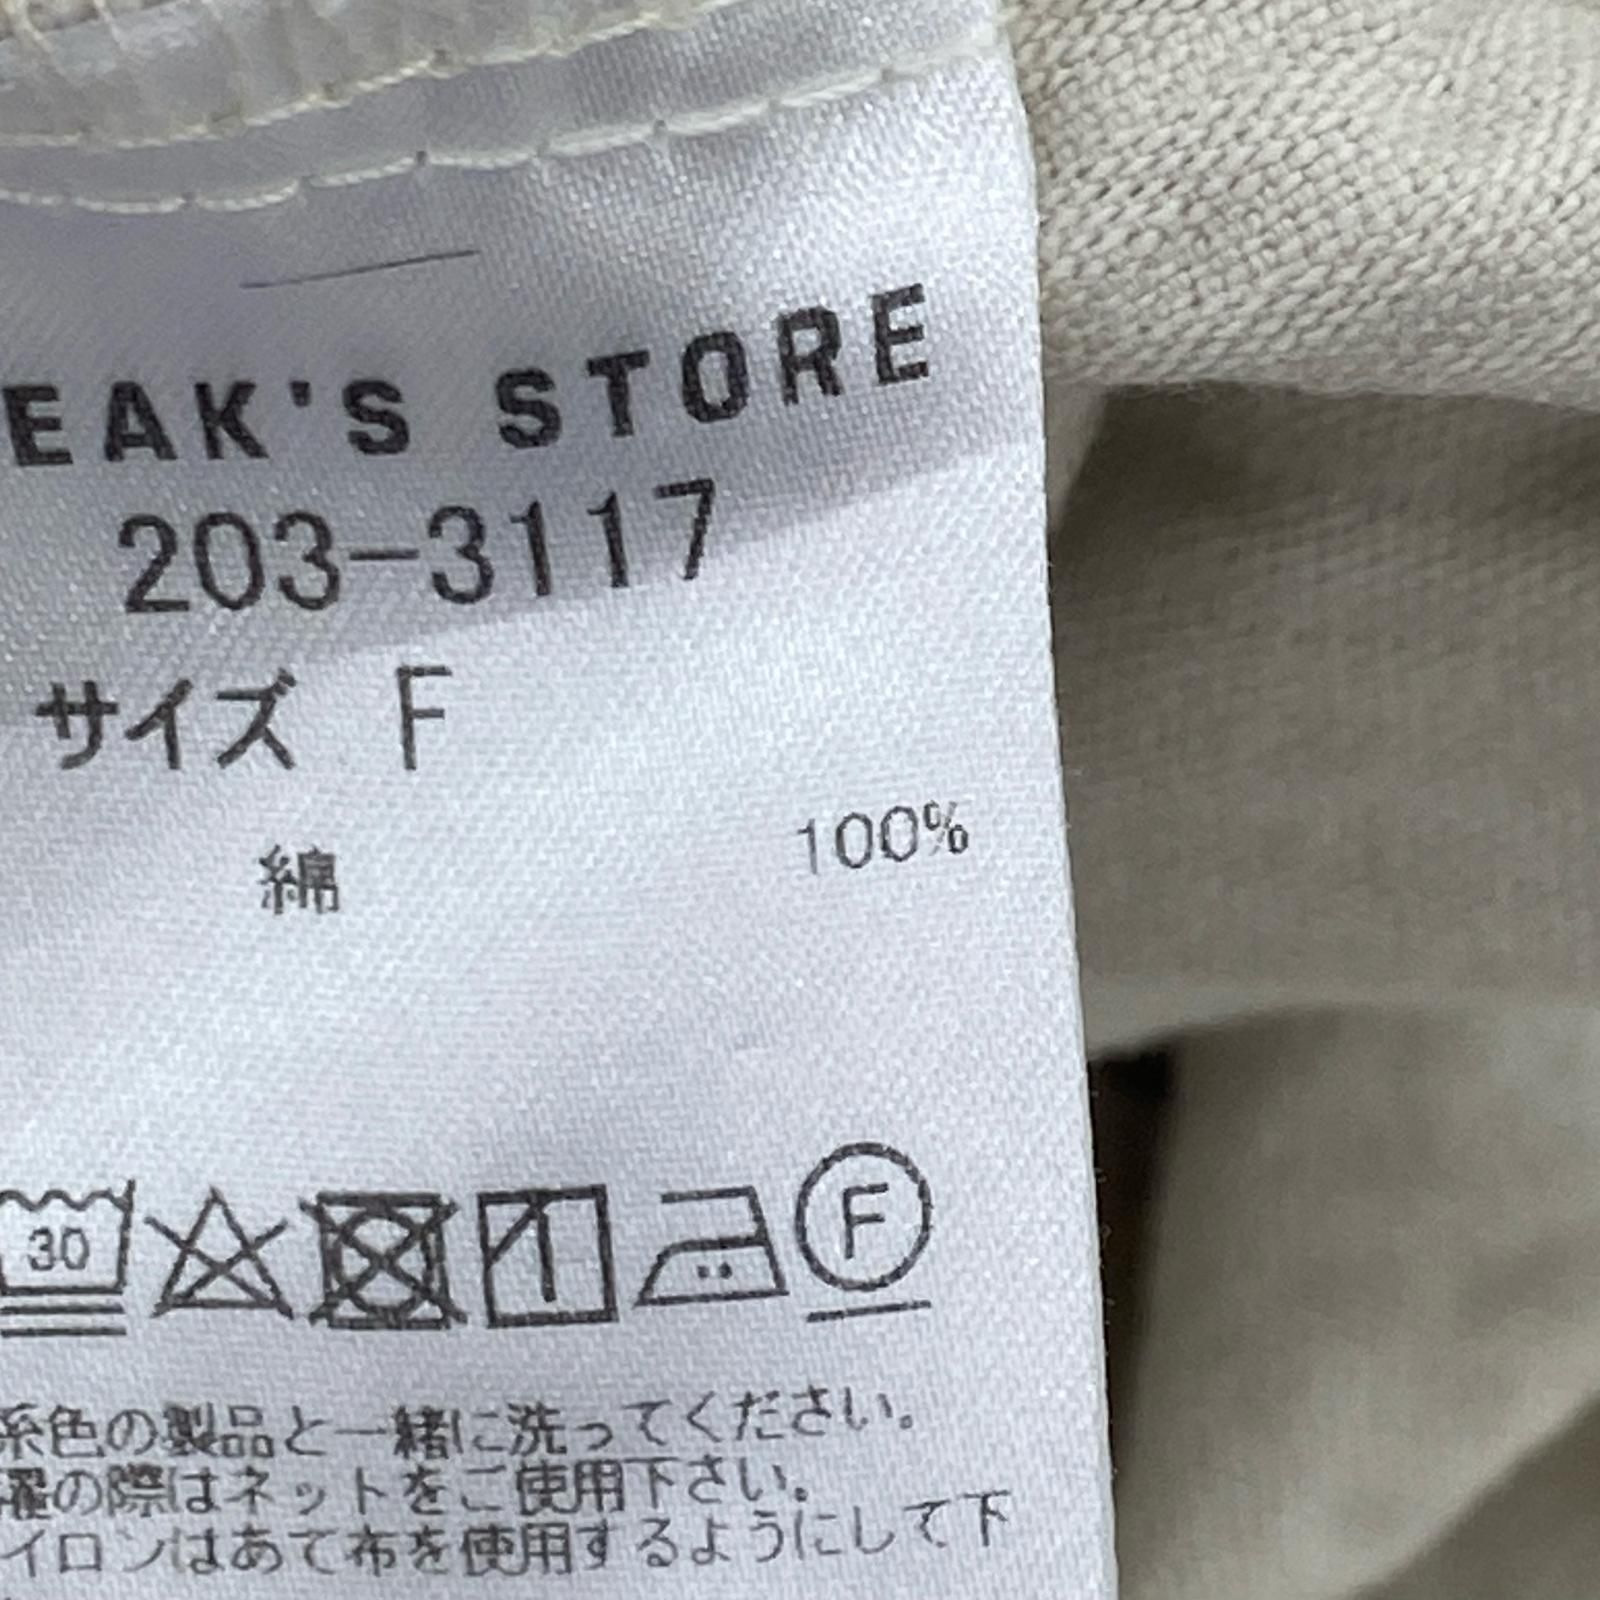 EAK'S STORE
203-3117
サイズ F
綿 100%
30 F
系色の製品と一緒に洗ってください。
濯の際はネットをご使用下さい。
イロンはあて布を使用するようにして下